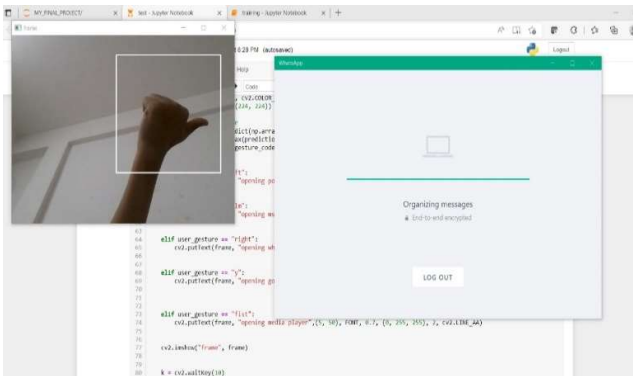 MY_FINAL_PROJECT/
test - Jupyter Notebook
training - Jupyter Notebook
frame
(autosaved)
Logout
Help
Code
WhatsApp
Organizing messages
End-to-end encrypted
LOG OUT
, cv2.COLOR_
(224, 224))
dict(np.arra
ax(predictio
gesture_code
ft":
"opening po
lm":
"opening mu
63
64 elif user_gesture == "right":
65 cv2.putText(frame, "opening wh
66
67
68 elif user_gesture == "y":
69 cv2.putText(frame, "opening go
70
71
72
73 elif user_gesture == "fist":
74 cv2.putText(frame, "opening media player",(5, 50), FONT, 0.7, (0, 255, 255), 2, cv2.LINE_AA)
75
76
77 cv2.imshow("frame", frame)
78
79
80 k = cv2.waitKey(10)